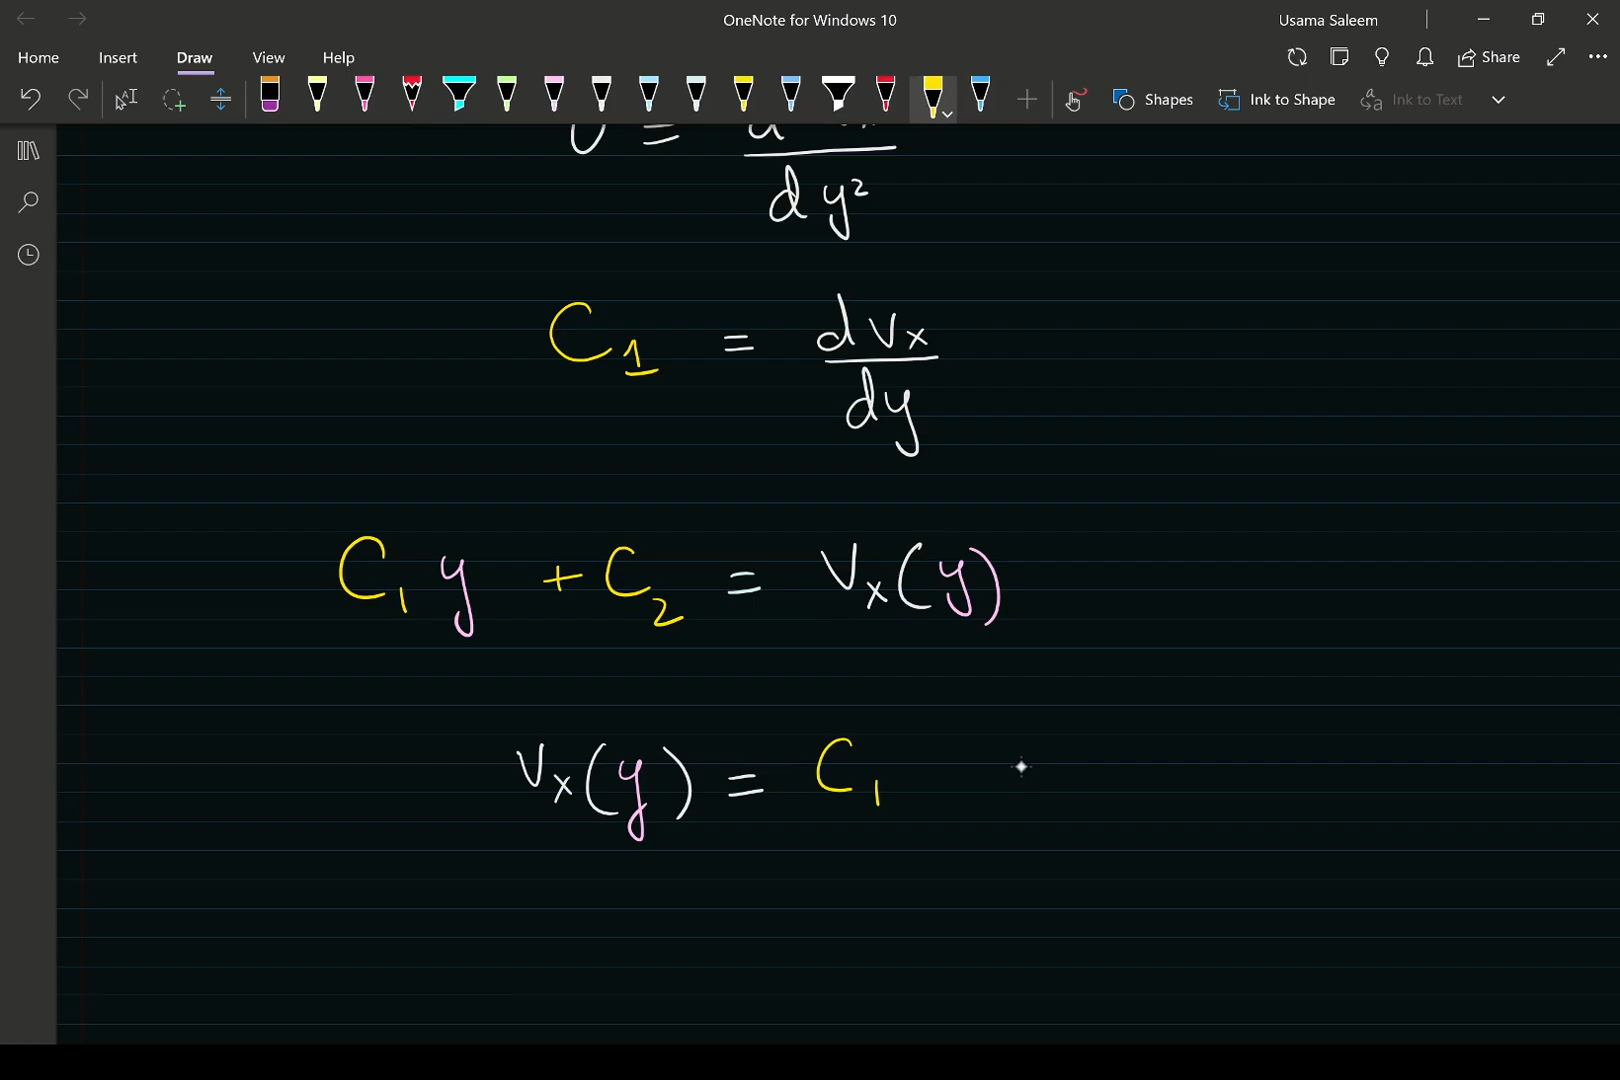 OneNote for Windows 10
Usama Saleem
Home Insert Draw View Help
Share
Shapes Ink to Shape Ink to Text
dy²
C₁ = dvₓ/dy
C₁y + C₂ = Vₓ(y)
Vₓ(y) = C₁